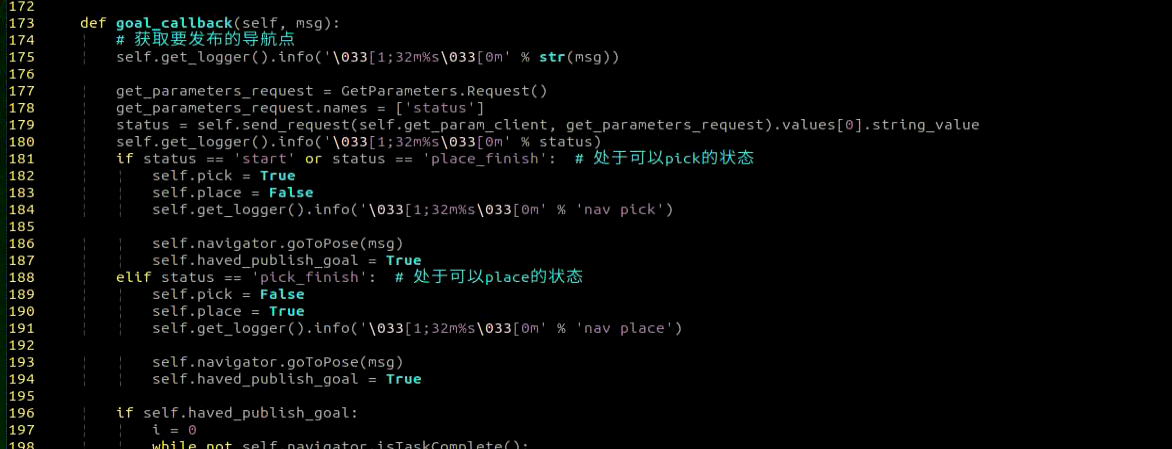 172
173 def goal_callback(self, msg):
174 # 获取要发布的导航点
175 self.get_logger().info('\033[1;32m%s\033[0m' % str(msg))
176
177 get_parameters_request = GetParameters.Request()
178 get_parameters_request.names = ['status']
179 status = self.send_request(self.get_param_client, get_parameters_request).values[0].string_value
180 self.get_logger().info('\033[1;32m%s\033[0m' % status)
181 if status == 'start' or status == 'place_finish':  # 处于可以pick的状态
182 self.pick = True
183 self.place = False
184 self.get_logger().info('\033[1;32m%s\033[0m' % 'nav pick')
185
186 self.navigator.goToPose(msg)
187 self.haved_publish_goal = True
188 elif status == 'pick_finish':  # 处于可以place的状态
189 self.pick = False
190 self.place = True
191 self.get_logger().info('\033[1;32m%s\033[0m' % 'nav place')
192
193 self.navigator.goToPose(msg)
194 self.haved_publish_goal = True
195
196 if self.haved_publish_goal:
197 i = 0
198 while not self.navigator.isTaskComplete():